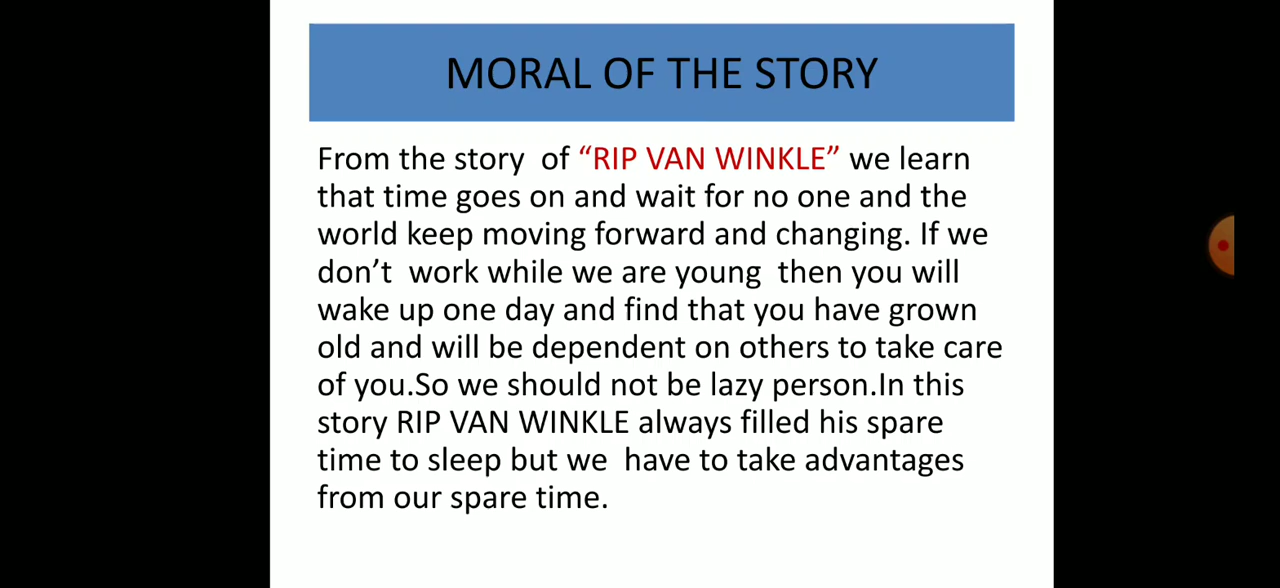 MORAL OF THE STORY
From the story of “RIP VAN WINKLE” we learn
that time goes on and wait for no one and the
world keep moving forward and changing. If we
don’t work while we are young then you will
wake up one day and find that you have grown
old and will be dependent on others to take care
of you.So we should not be lazy person.In this
story RIP VAN WINKLE always filled his spare
time to sleep but we have to take advantages
from our spare time.